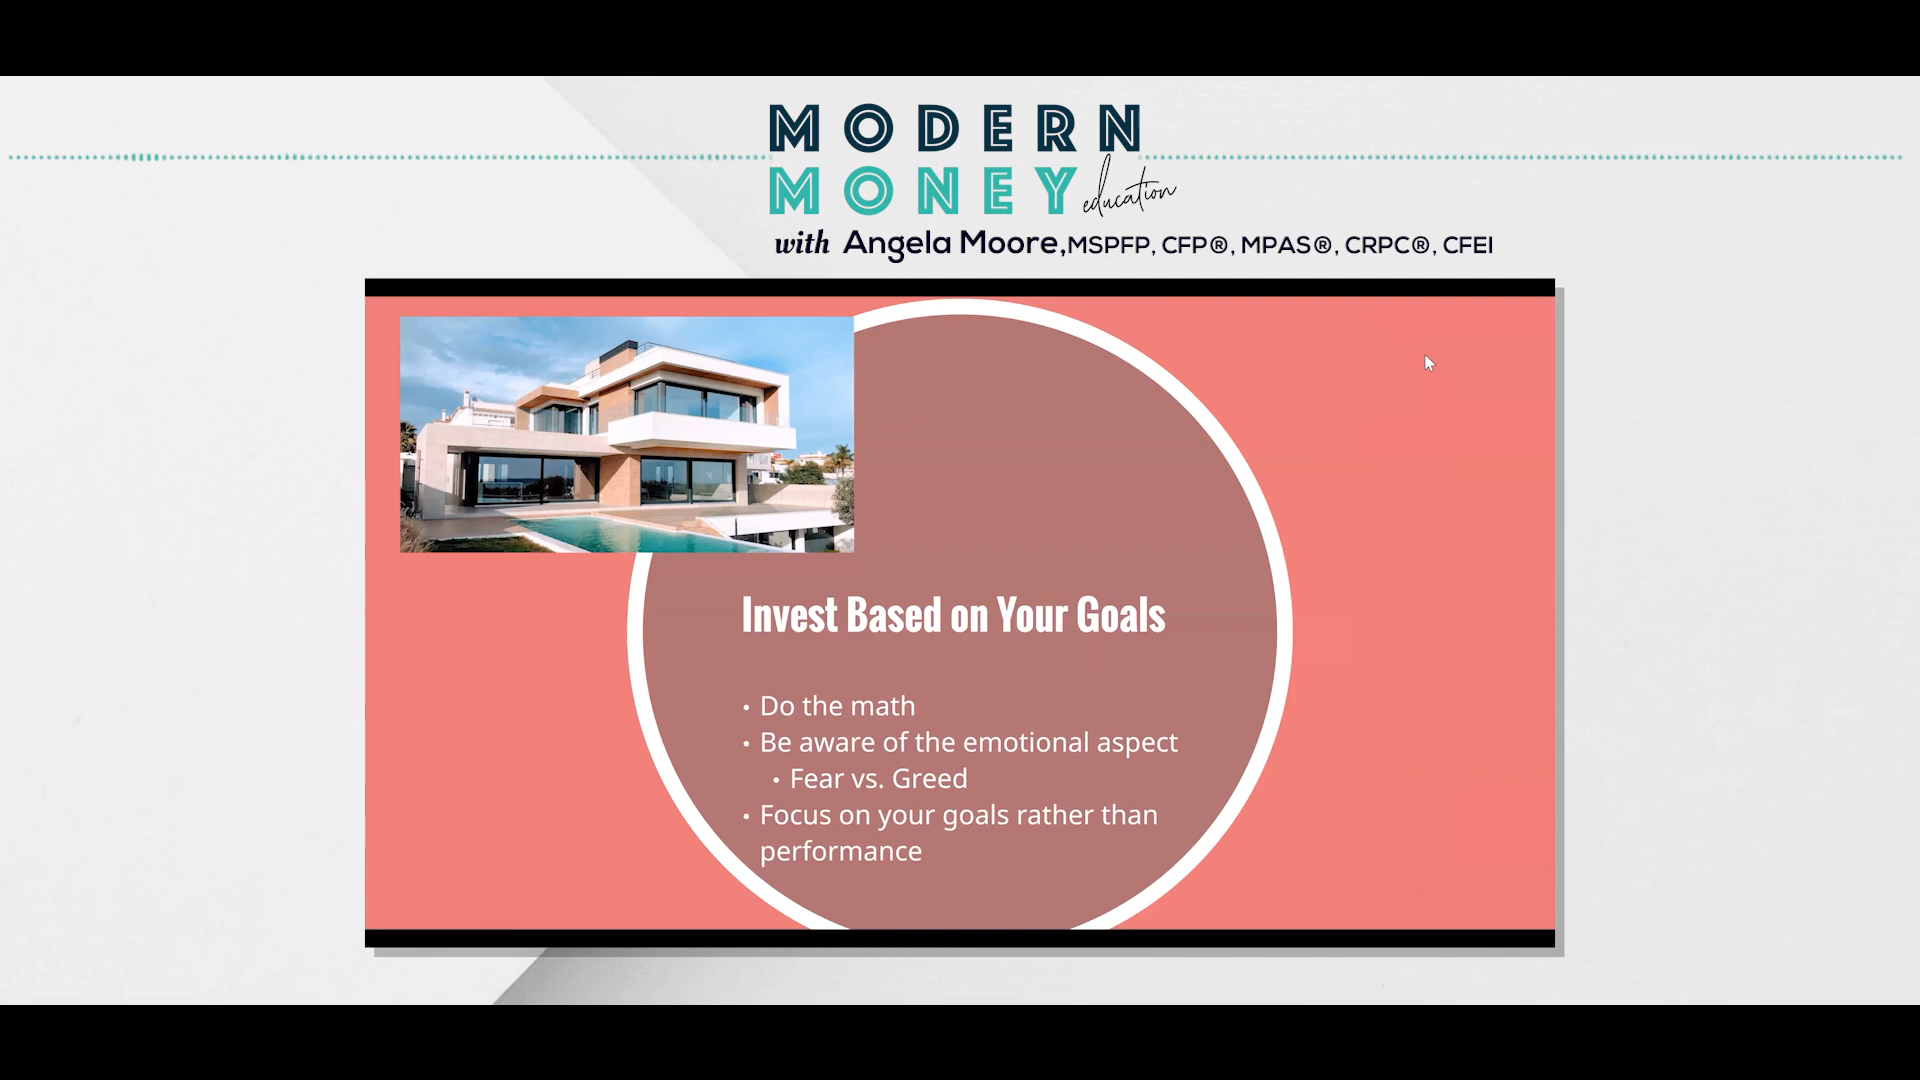 MODERN
MONEY education
with Angela Moore, MSPFP, CFP®, MPAS®, CRPC®, CFEI
Invest Based on Your Goals
• Do the math
• Be aware of the emotional aspect
• Fear vs. Greed
• Focus on your goals rather than
performance